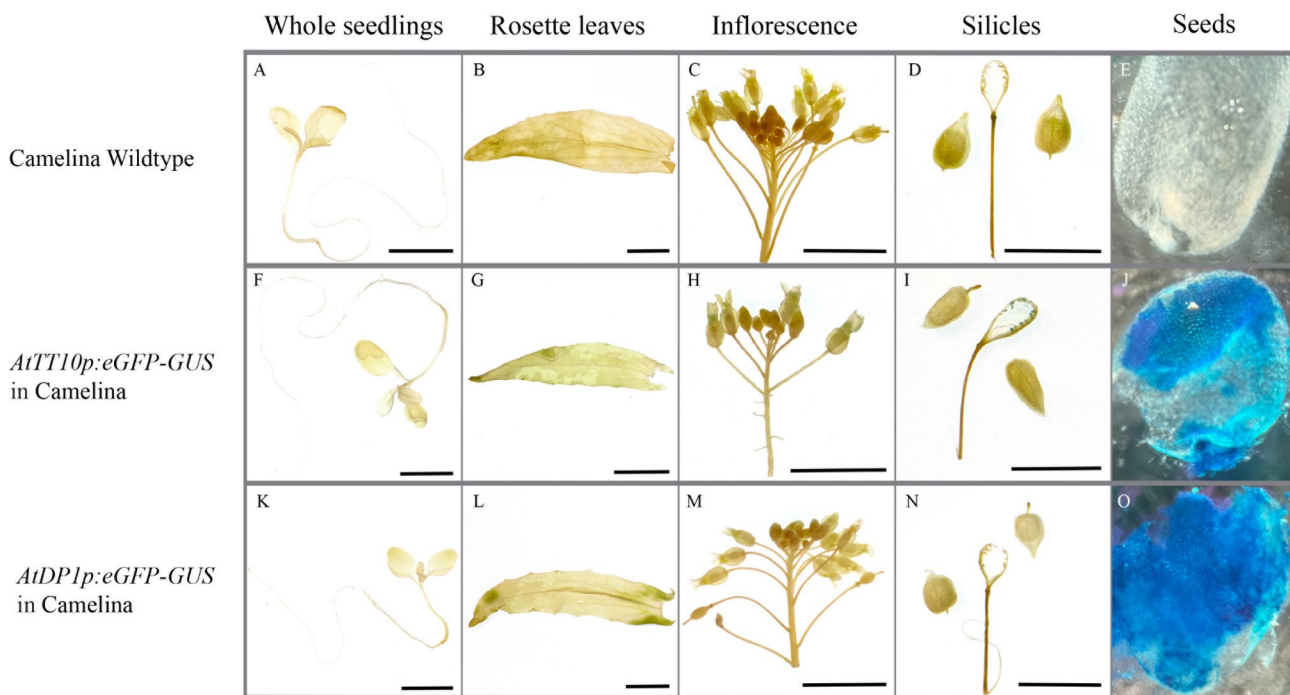 Whole seedlings Rosette leaves Inflorescence Silicles Seeds
Camelina Wildtype
A B C D E
AtTT10p:eGFP-GUS
in Camelina
F G H I J
AtDP1p:eGFP-GUS
in Camelina
K L M N O